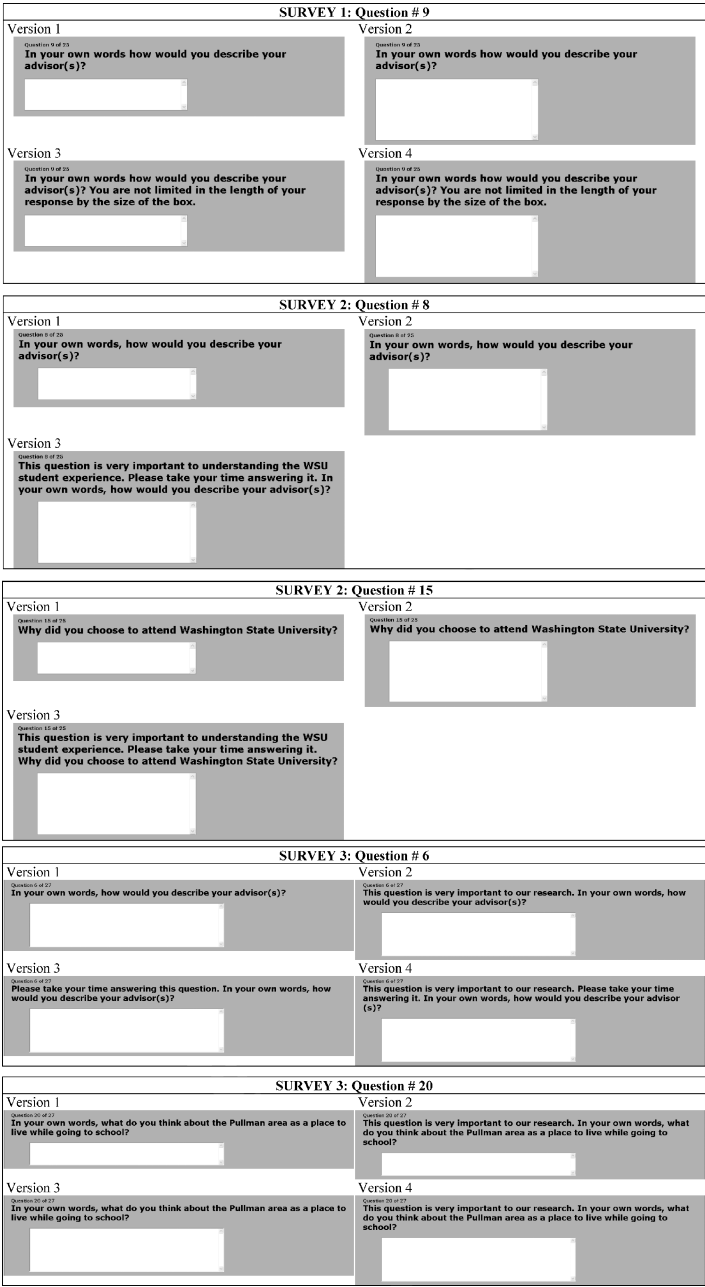 SURVEY 1: Question # 9
Version 1
Question 9 of 25
In your own words how would you describe your
advisor(s)?
Version 2
Question 9 of 25
In your own words how would you describe your
advisor(s)?
Version 3
Question 9 of 25
In your own words how would you describe your
advisor(s)? You are not limited in the length of your
response by the size of the box.
Version 4
Question 9 of 25
In your own words how would you describe your
advisor(s)? You are not limited in the length of your
response by the size of the box.
SURVEY 2: Question # 8
Version 1
Question 8 of 25
In your own words, how would you describe your
advisor(s)?
Version 2
Question 8 of 25
In your own words, how would you describe your
advisor(s)?
Version 3
Question 8 of 25
This question is very important to understanding the WSU
student experience. Please take your time answering it. In
your own words, how would you describe your advisor(s)?
SURVEY 2: Question # 15
Version 1
Question 15 of 25
Why did you choose to attend Washington State University?
Version 2
Question 15 of 25
Why did you choose to attend Washington State University?
Version 3
Question 15 of 25
This question is very important to understanding the WSU
student experience. Please take your time answering it.
Why did you choose to attend Washington State University?
SURVEY 3: Question # 6
Version 1
Question 6 of 27
In your own words, how would you describe your advisor(s)?
Version 2
Question 6 of 27
This question is very important to our research. In your own words, how
would you describe your advisor(s)?
Version 3
Question 6 of 27
Please take your time answering this question. In your own words, how
would you describe your advisor(s)?
Version 4
Question 6 of 27
This question is very important to our research. Please take your time
answering it. In your own words, how would you describe your advisor
(s)?
SURVEY 3: Question # 20
Version 1
Question 20 of 27
In your own words, what do you think about the Pullman area as a place to
live while going to school?
Version 2
Question 20 of 27
This question is very important to our research. In your own words, what
do you think about the Pullman area as a place to live while going to
school?
Version 3
Question 20 of 27
In your own words, what do you think about the Pullman area as a place to
live while going to school?
Version 4
Question 20 of 27
This question is very important to our research. In your own words, what
do you think about the Pullman area as a place to live while going to
school?